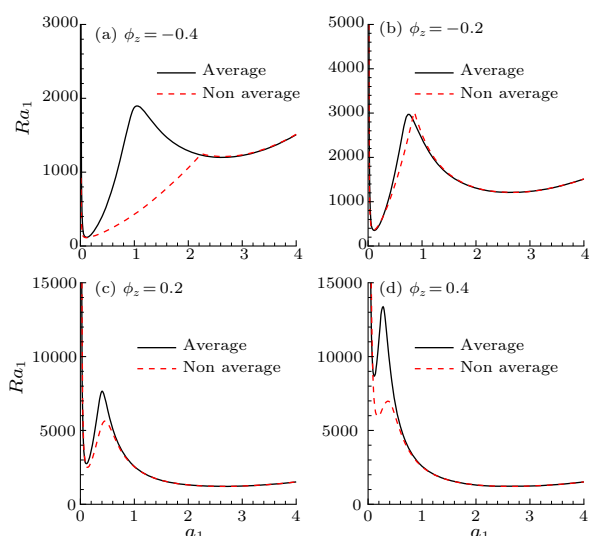 (a) ϕz = −0.4
Average
Non average
Ra1
3000
2000
1000
0
0 1 2 3 4
(b) ϕz = −0.2
Average
Non average
5000
4000
3000
2000
1000
0
0 1 2 3 4
(c) ϕz = 0.2
Average
Non average
Ra1
15000
10000
5000
0
0 1 2 3 4
a1
(d) ϕz = 0.4
Average
Non average
15000
10000
5000
0
0 1 2 3 4
a1